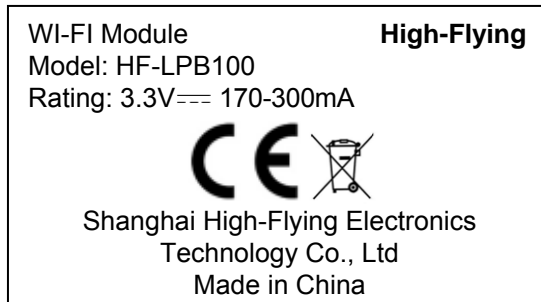 WI-FI Module High-Flying
Model: HF-LPB100
Rating: 3.3V⎓ 170-300mA
CE
Shanghai High-Flying Electronics
Technology Co., Ltd
Made in China